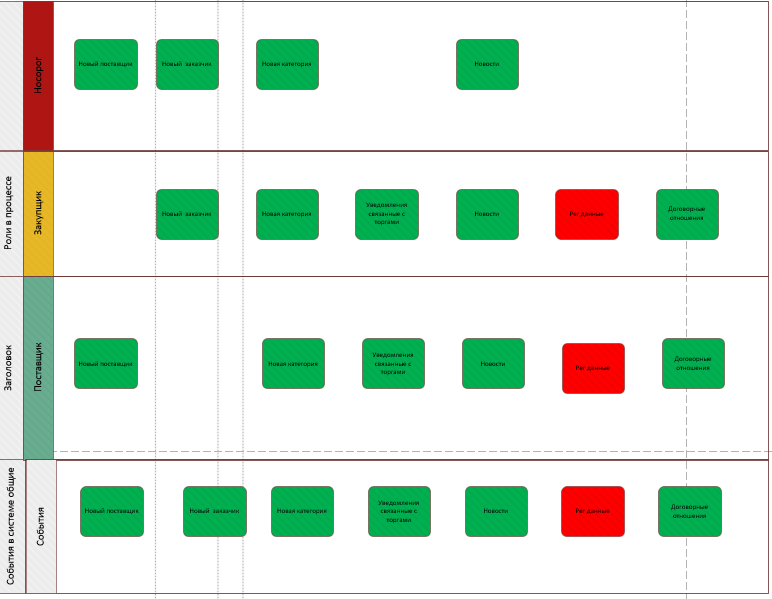 Носорог
Новый поставщик
Новый заказчик
Новая категория
Новости
Роли в процессе
Закупщик
Новый заказчик
Новая категория
Уведомления
связанные с
торгами
Новости
Рег данные
Договорные
отношения
Заголовок
Поставщик
Новый поставщик
Новая категория
Уведомления
связанные с
торгами
Новости
Рег данные
Договорные
отношения
События в системе общие
События
Новый поставщик
Новый заказчик
Новая категория
Уведомления
связанные с
торгами
Новости
Рег данные
Договорные
отношения